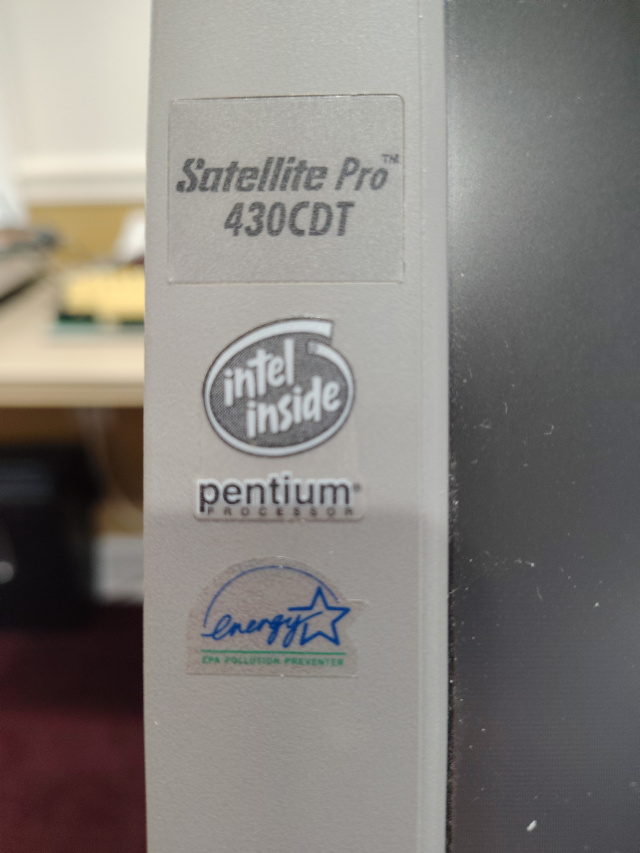 Satellite Pro™
430CDT
intel
inside
pentium®
PROCESSOR
energy
EPA POLLUTION PREVENTER